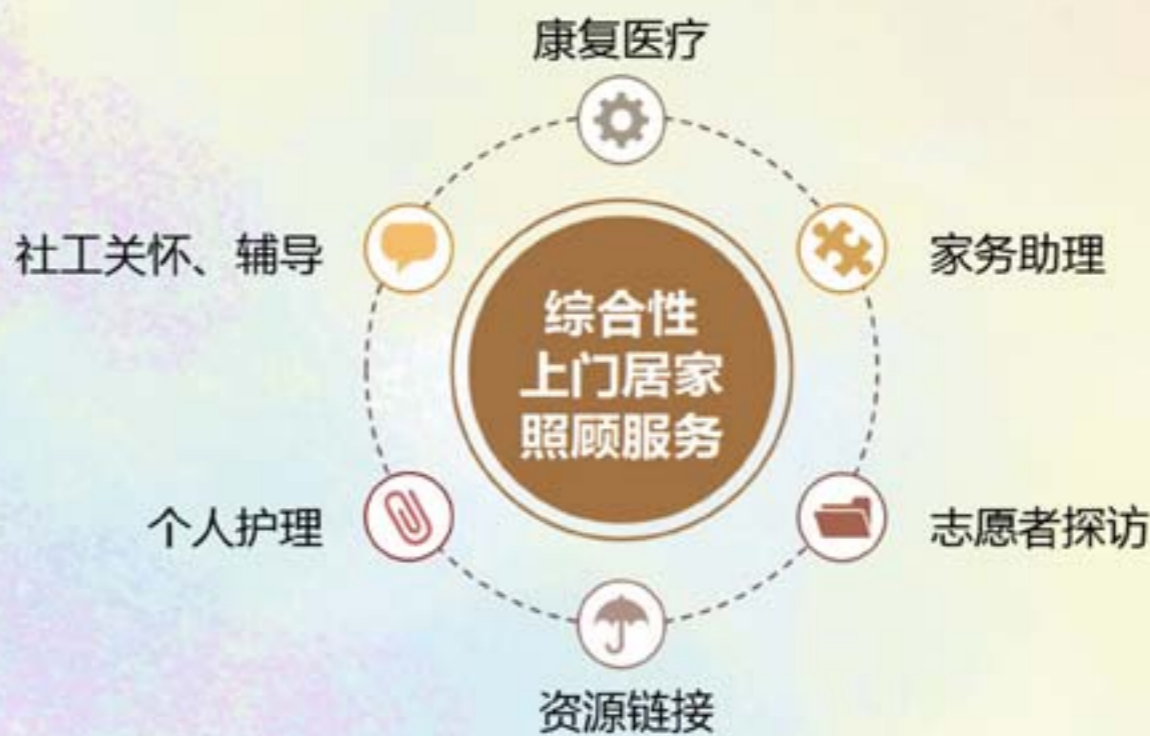 康复医疗
社工关怀、辅导
家务助理
综合性
上门居家
照顾服务
个人护理
志愿者探访
资源链接